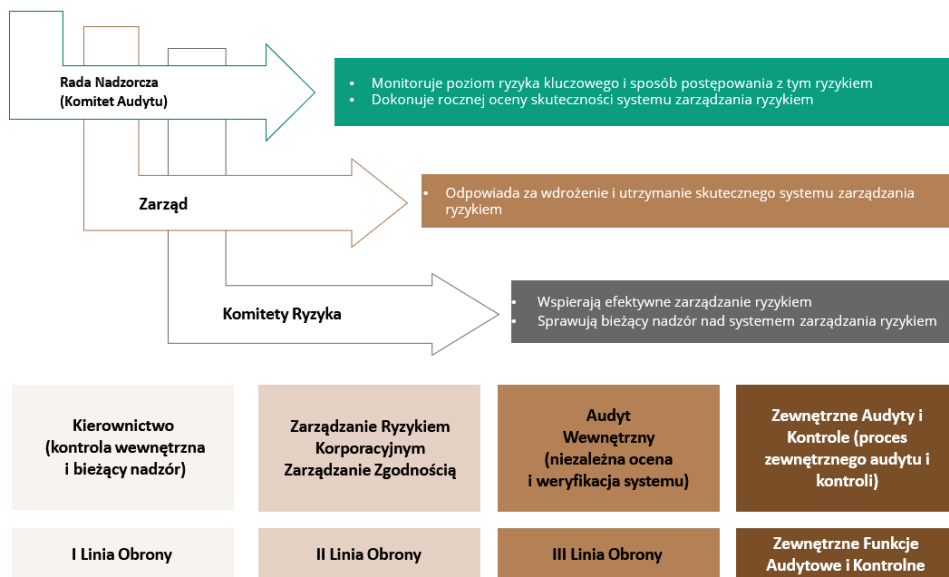 Rada Nadzorcza
(Komitet Audytu)
• Monitoruje poziom ryzyka kluczowego i sposób postępowania z tym ryzykiem
• Dokonuje rocznej oceny skuteczności systemu zarządzania ryzykiem
Zarząd
• Odpowiada za wdrożenie i utrzymanie skutecznego systemu zarządzania
ryzykiem
Komitety Ryzyka
• Wspierają efektywne zarządzanie ryzykiem
• Sprawują bieżący nadzór nad systemem zarządzania ryzykiem
Kierownictwo
(kontrola wewnętrzna
i bieżący nadzór)
Zarządzanie Ryzykiem
Korporacyjnym
Zarządzanie Zgodnością
Audyt
Wewnętrzny
(niezależna ocena
i weryfikacja systemu)
Zewnętrzne Audyty i
Kontrole (proces
zewnętrznego audytu i
kontroli)
I Linia Obrony
II Linia Obrony
III Linia Obrony
Zewnętrzne Funkcje
Audytowe i Kontrolne